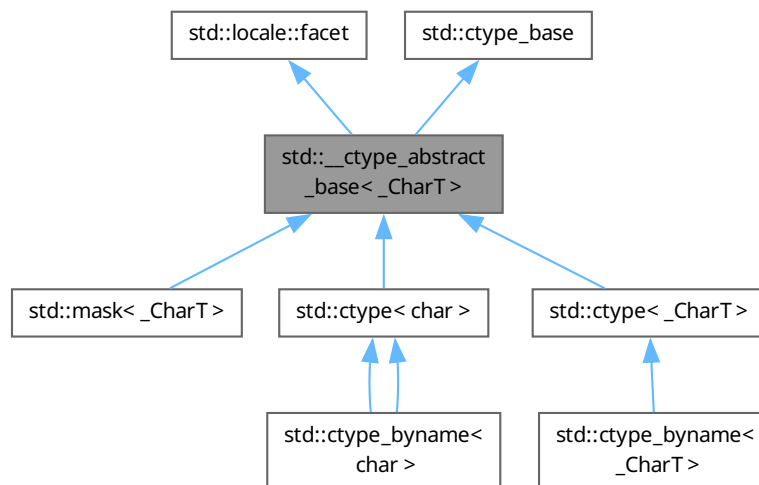 std::locale::facet
std::ctype_base
std::__ctype_abstract
_base< _CharT >
std::mask< _CharT >
std::ctype< char >
std::ctype< _CharT >
std::ctype_byname<
char >
std::ctype_byname<
_CharT >